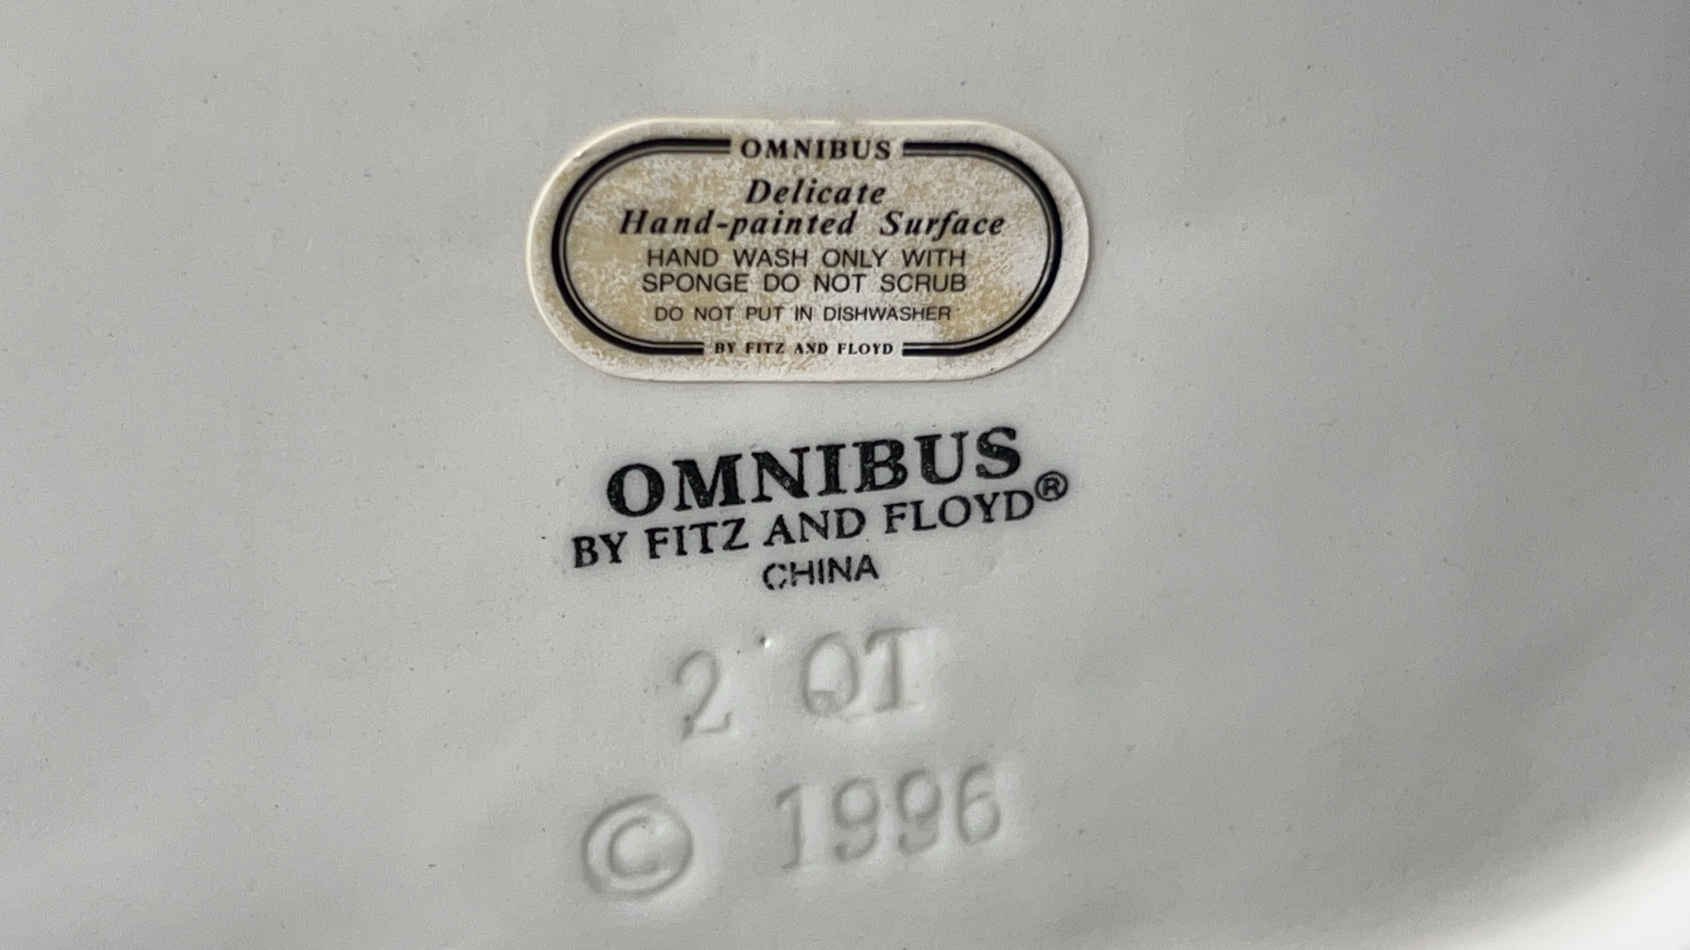 OMNIBUS
Delicate
Hand-painted Surface
HAND WASH ONLY WITH
SPONGE DO NOT SCRUB
DO NOT PUT IN DISHWASHER
BY FITZ AND FLOYD
OMNIBUS
BY FITZ AND FLOYD®
CHINA
2 QT
© 1996